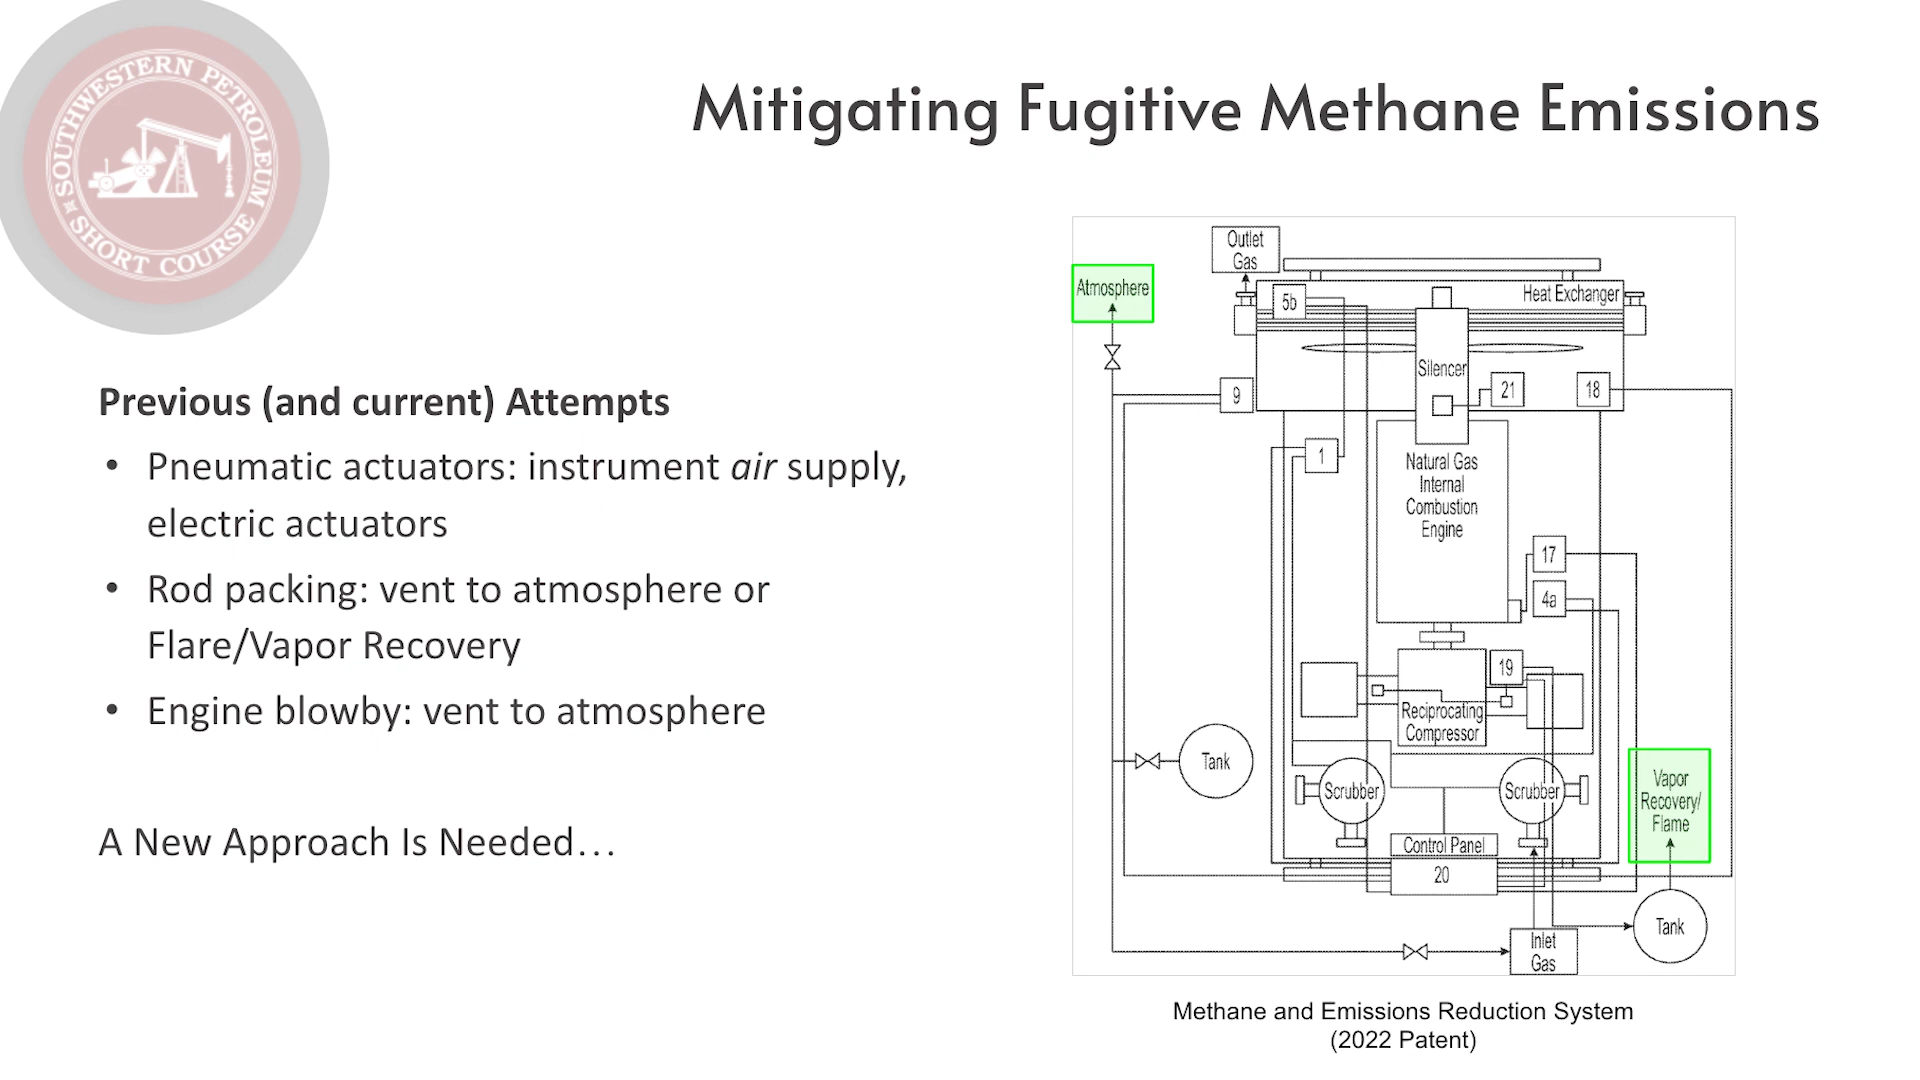 SOUTHWESTERN PETROLEUM
SHORT COURSE
Mitigating Fugitive Methane Emissions
Previous (and current) Attempts
• Pneumatic actuators: instrument air supply,
electric actuators
• Rod packing: vent to atmosphere or
Flare/Vapor Recovery
• Engine blowby: vent to atmosphere
A New Approach Is Needed…
Outlet
Gas
Atmosphere
5b
Heat Exchanger
Silencer
9
21
18
1
Natural Gas
Internal
Combustion
Engine
17
4a
19
Reciprocating
Compressor
Tank
Scrubber
Scrubber
Vapor
Recovery/
Flame
Control Panel
20
Tank
Inlet
Gas
Methane and Emissions Reduction System
(2022 Patent)